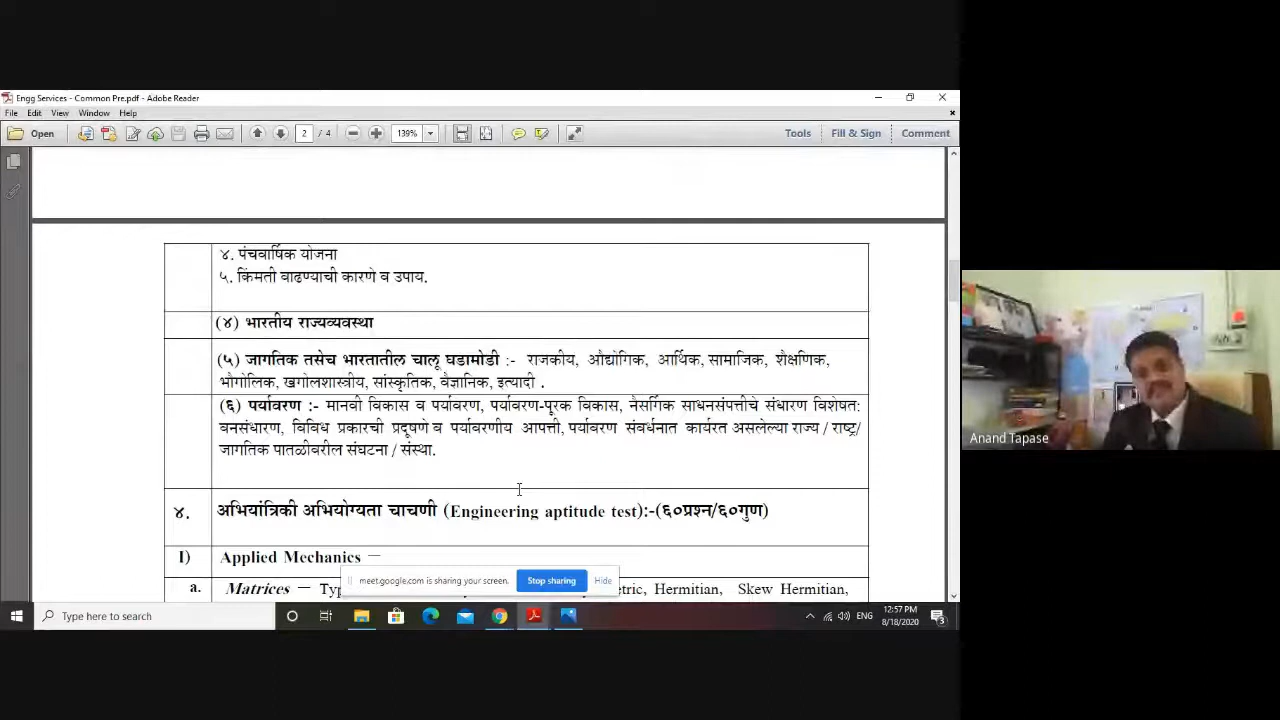 Engg Services - Common Pre.pdf - Adobe Reader
File Edit View Window Help
Open 2 / 4 139% Tools Fill & Sign Comment
४. पंचवार्षिक योजना
५. किंमती वाढण्याची कारणे व उपाय.
(४) भारतीय राज्यव्यवस्था
(५) जागतिक तसेच भारतातील चालू घडामोडी :- राजकीय, औद्योगिक, आर्थिक, सामाजिक, शैक्षणिक,
भौगोलिक, खगोलशास्त्रीय, सांस्कृतिक, वैज्ञानिक, इत्यादी .
(६) पर्यावरण :- मानवी विकास व पर्यावरण, पर्यावरण-पूरक विकास, नैसर्गिक साधनसंपत्तीचे संधारण विशेषत:
वनसंधारण, विविध प्रकारची प्रदूषणे व पर्यावरणीय आपत्ती, पर्यावरण संवर्धनात कार्यरत असलेल्या राज्य / राष्ट्र/
जागतिक पातळीवरील संघटना / संस्था.
४. अभियांत्रिकी अभियोग्यता चाचणी (Engineering aptitude test):-(६०प्रश्न/६०गुण)
I) Applied Mechanics –
a. Matrices – Hermitian, Skew Hermitian,
meet.google.com is sharing your screen. Stop sharing Hide
Type here to search
ENG 12:57 PM
8/18/2020 3
Anand Tapase